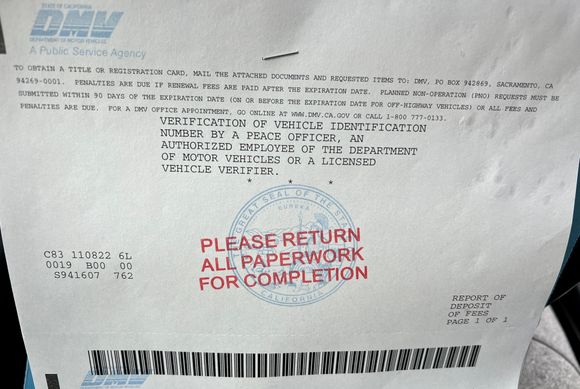 STATE OF CALIFORNIA
DMV
DEPARTMENT OF MOTOR VEHICLES
A Public Service Agency
TO OBTAIN A TITLE OR REGISTRATION CARD, MAIL THE ATTACHED DOCUMENTS AND REQUESTED ITEMS TO: DMV, PO BOX 942869, SACRAMENTO, CA
94269-0001. PENALTIES ARE DUE IF RENEWAL FEES ARE PAID AFTER THE EXPIRATION DATE. PLANNED NON-OPERATION (PNO) REQUESTS MUST BE
SUBMITTED WITHIN 90 DAYS OF THE EXPIRATION DATE (ON OR BEFORE THE EXPIRATION DATE FOR OFF-HIGHWAY VEHICLES) OR ALL FEES AND
PENALTIES ARE DUE. FOR A DMV OFFICE APPOINTMENT, GO ONLINE AT WWW.DMV.CA.GOV OR CALL 1-800 777-0133.
VERIFICATION OF VEHICLE IDENTIFICATION
NUMBER BY A PEACE OFFICER, AN
AUTHORIZED EMPLOYEE OF THE DEPARTMENT
OF MOTOR VEHICLES OR A LICENSED
VEHICLE VERIFIER.
* * *
GREAT SEAL OF THE STATE
EUREKA
PLEASE RETURN
ALL PAPERWORK
FOR COMPLETION
CALIFORNIA
C83 110822 6L
0019 B00 00
S941607 762
REPORT OF
DEPOSIT
OF FEES
PAGE 1 OF 1
DMV